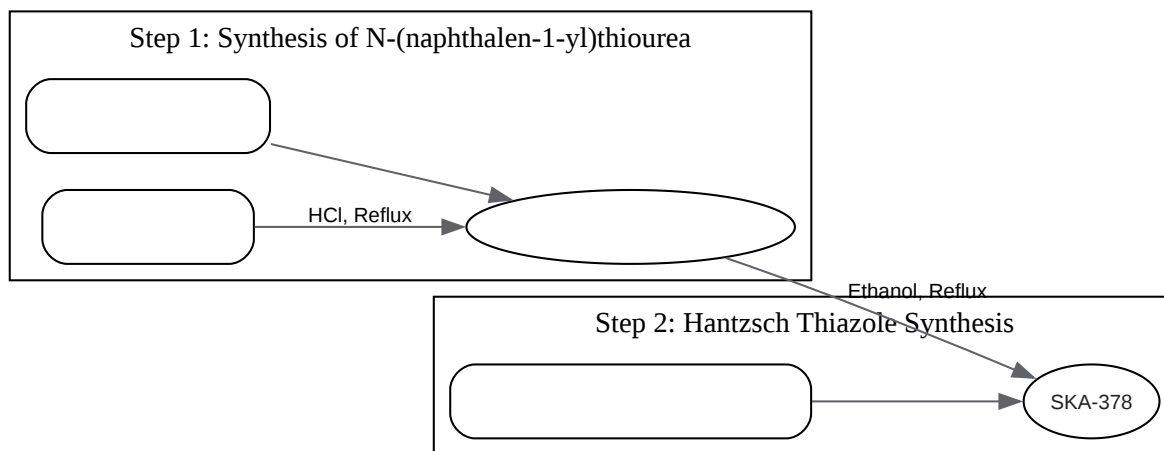 Step 1: Synthesis of N-(naphthalen-1-yl)thiourea
HCl, Reflux
Ethanol, Reflux
Step 2: Hantzsch Thiazole Synthesis
SKA-378